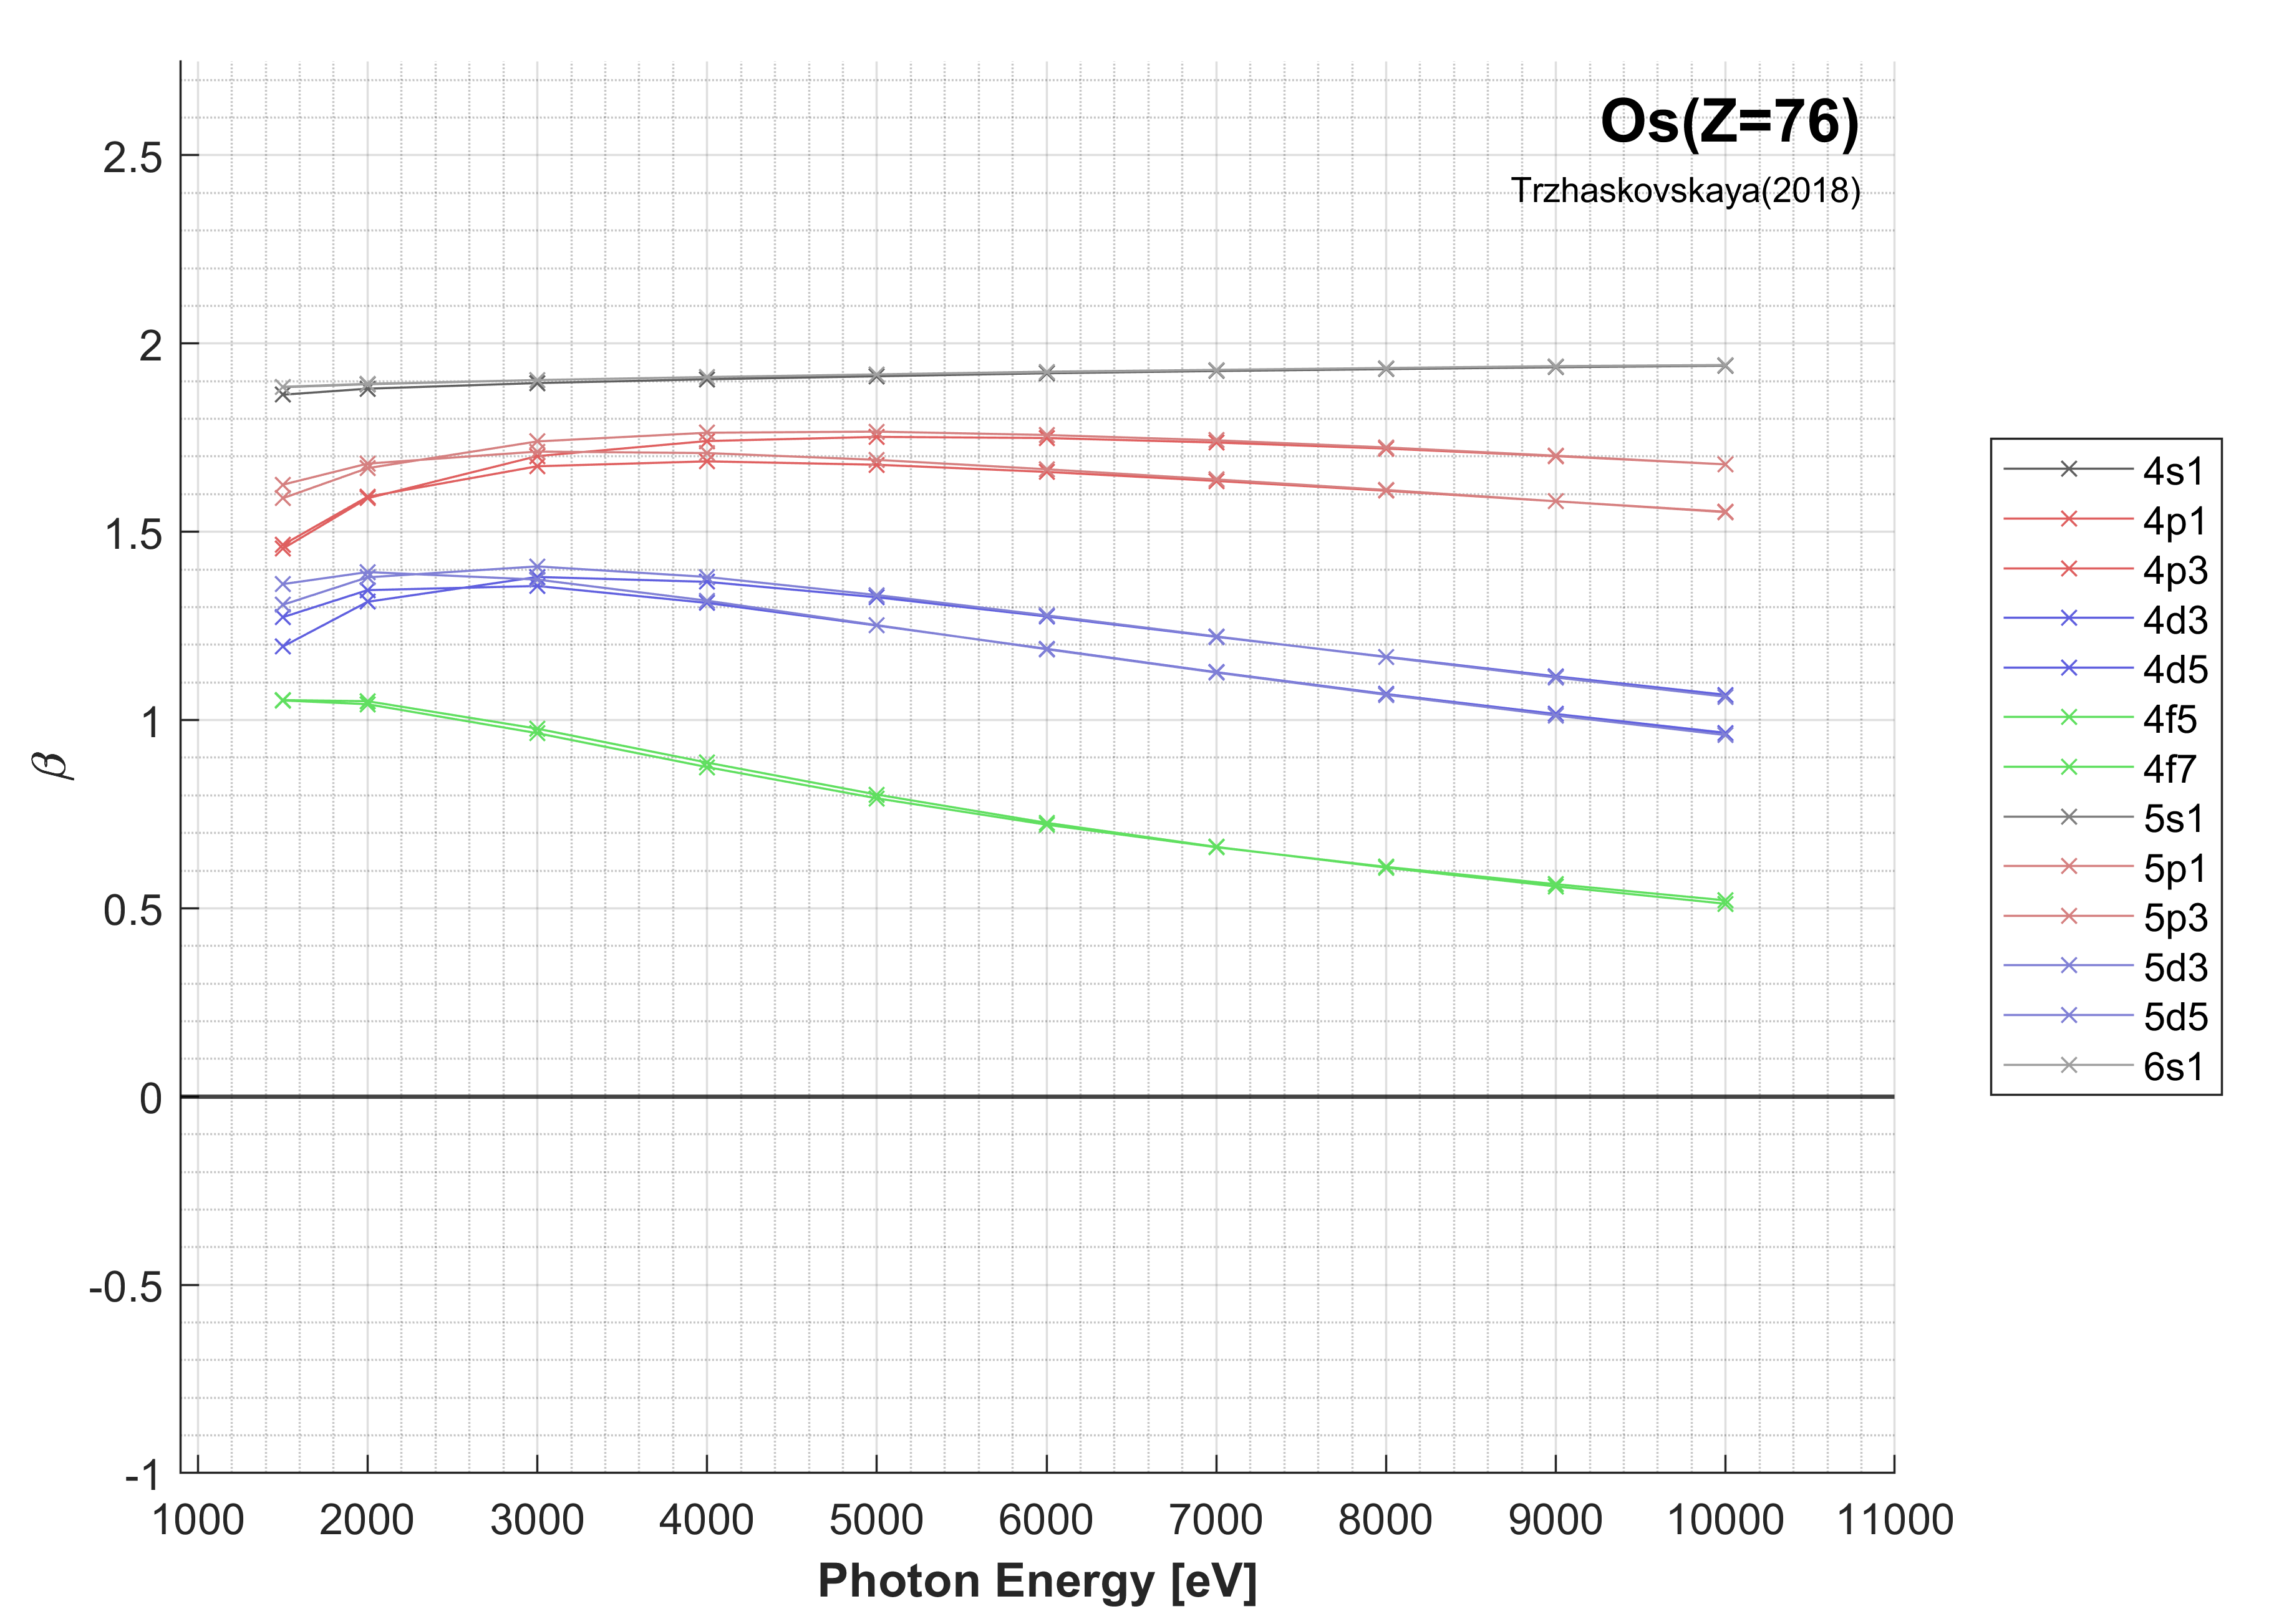 Os(Z=76)
Trzhaskovskaya(2018)
2.5
2
1.5
1
0.5
0
-0.5
-1
β
1000 2000 3000 4000 5000 6000 7000 8000 9000 10000 11000
Photon Energy [eV]
4s1
4p1
4p3
4d3
4d5
4f5
4f7
5s1
5p1
5p3
5d3
5d5
6s1